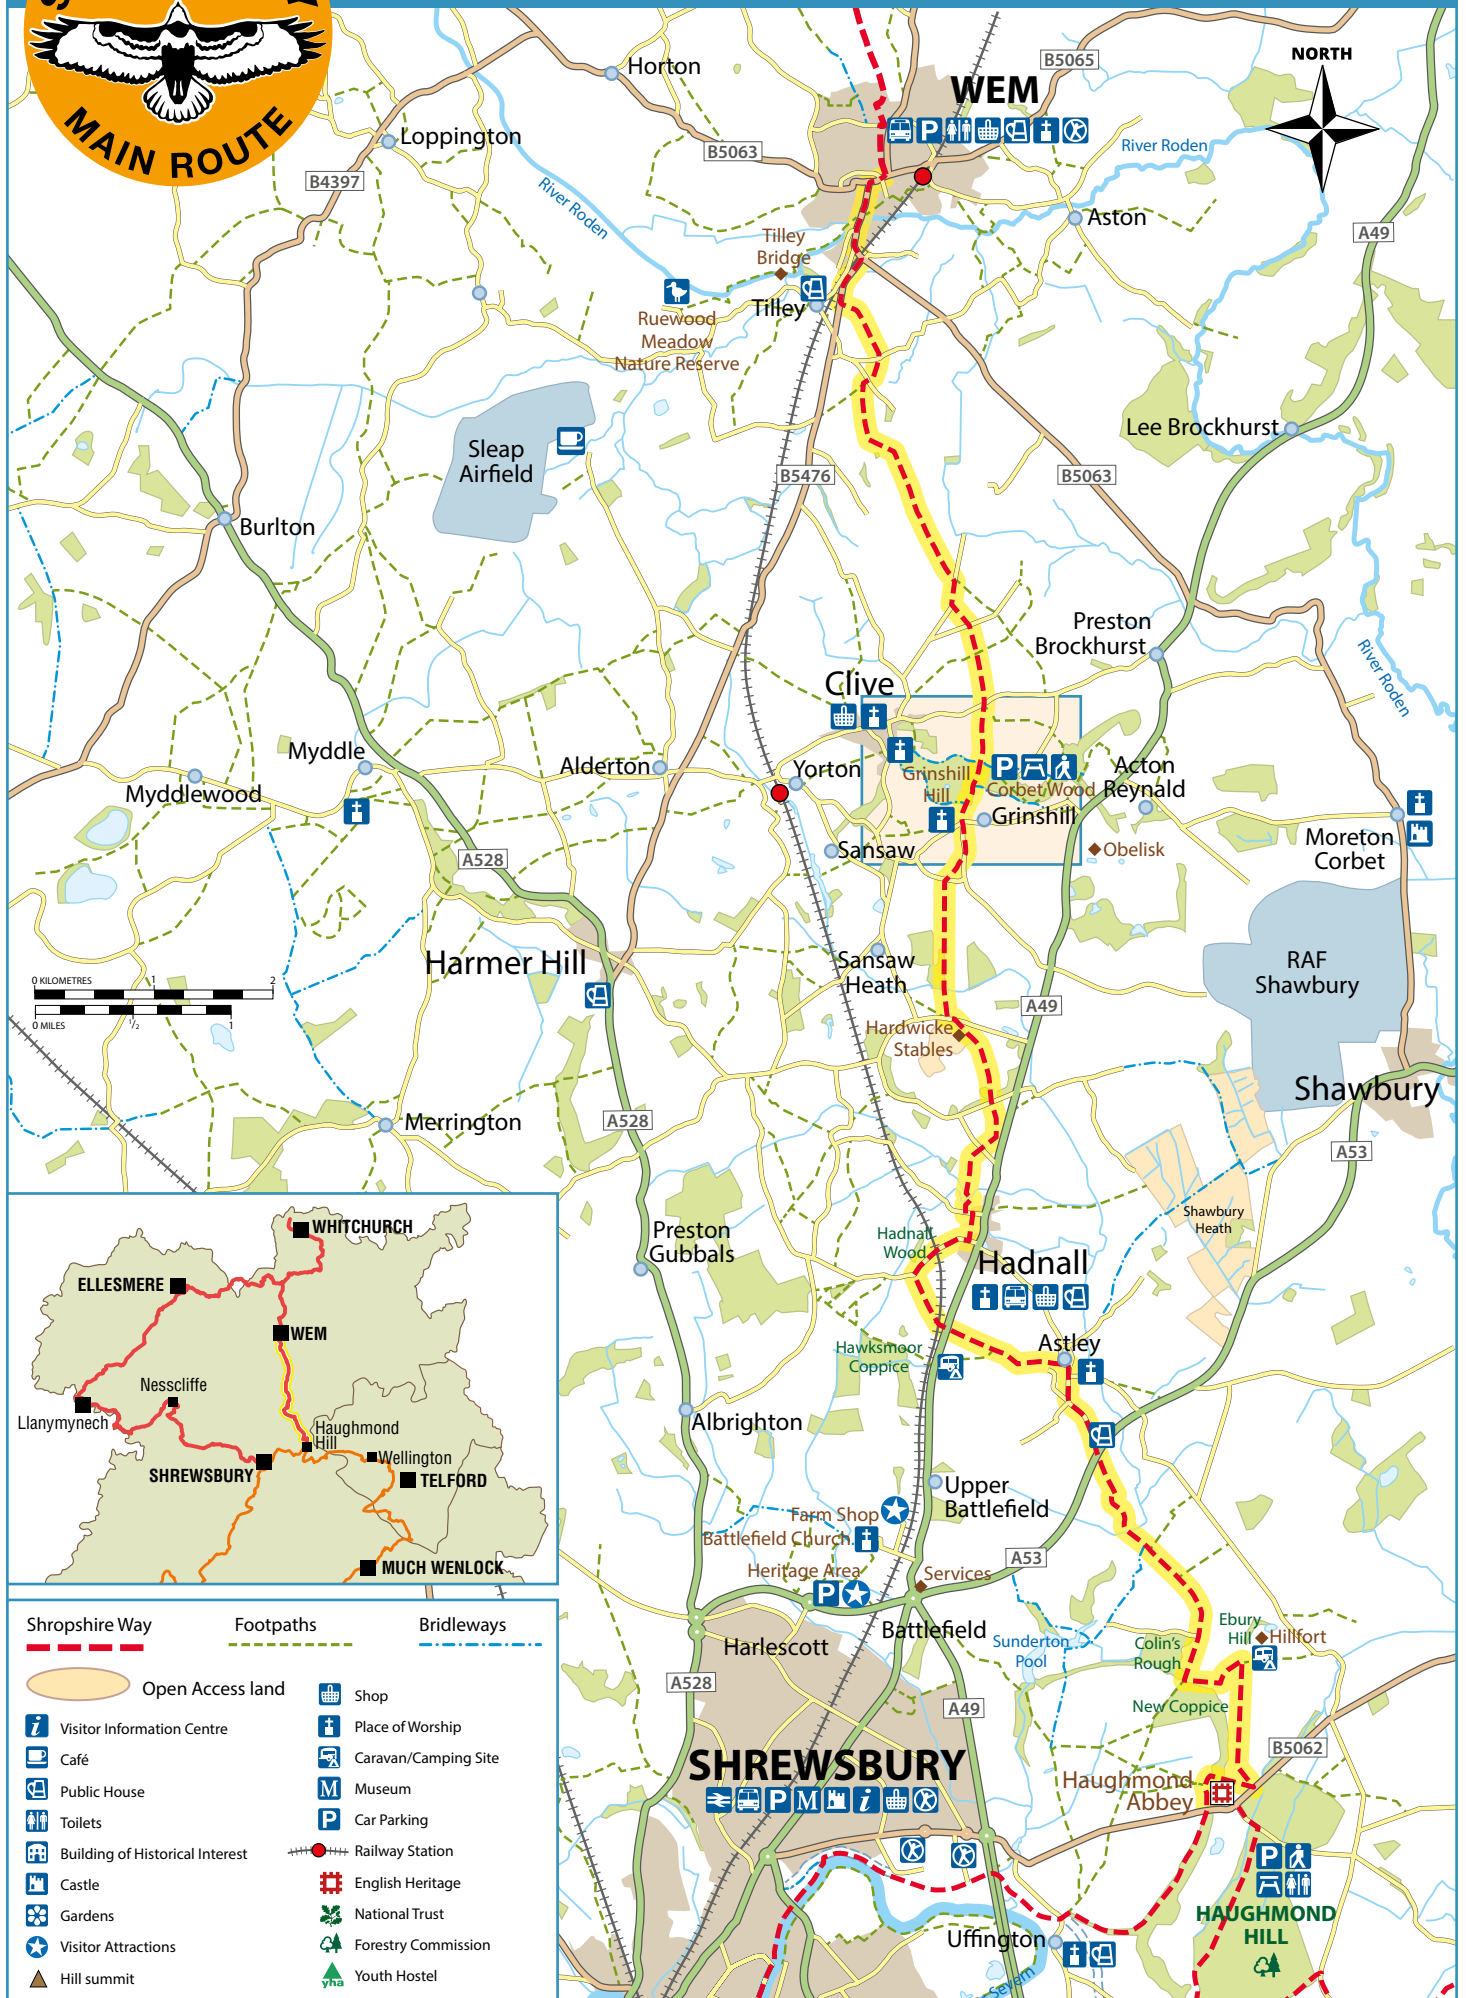 MAIN ROUTE
NORTH
Horton
B5065
WEM
P
Loppington
B5063
River Roden
B4397
River Roden
Aston
A49
Tilley
Bridge
Tilley
Ruewood
Meadow
Nature Reserve
Lee Brockhurst
Sleap
Airfield
B5476
B5063
Burlton
Preston
Brockhurst
River Roden
Clive
Myddle
Alderton
Yorton
Grinshill
Hill
P
Corbet Wood
Acton
Reynald
Myddlewood
Grinshill
Moreton
Corbet
Sansaw
Obelisk
A528
Harmer Hill
Sansaw
Heath
RAF
Shawbury
0 KILOMETRES 1 2
0 MILES 1/2 1
A49
Hardwicke
Stables
Shawbury
Merrington
A528
A53
Shawbury
Heath
Preston
Gubbals
Hadnall
Wood
Hadnall
WHITCHURCH
ELLESMERE
WEM
Nesscliffe
Llanymynech
Haughmond
Hill
Wellington
SHREWSBURY
TELFORD
MUCH WENLOCK
Hawksmoor
Coppice
Astley
Albrighton
Upper
Battlefield
Farm Shop
Battlefield Church
Heritage Area
P
A53
Services
Battlefield
Harlescott
Sunderton
Pool
Colin's
Rough
Ebury
Hill
Hillfort
New Coppice
A528
A49
B5062
SHREWSBURY
P M i
Haughmond
Abbey
P
HAUGHMOND
HILL
Uffington
Severn
Shropshire Way
Footpaths
Bridleways
Open Access land
i Visitor Information Centre
Café
Public House
Toilets
Building of Historical Interest
Castle
Gardens
Visitor Attractions
Hill summit
Shop
Place of Worship
Caravan/Camping Site
M Museum
P Car Parking
Railway Station
English Heritage
National Trust
Forestry Commission
yha Youth Hostel